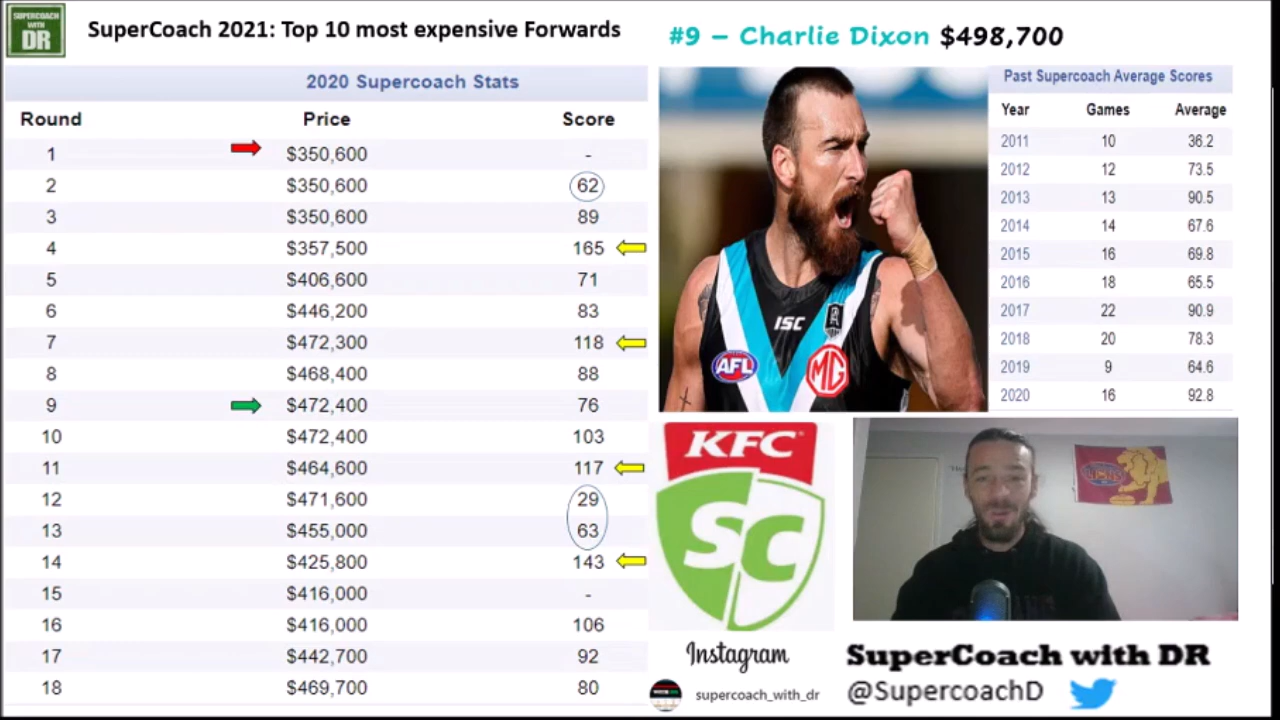 SUPERCOACH
WITH
DR
SuperCoach 2021: Top 10 most expensive Forwards
#9 – Charlie Dixon $498,700
2020 Supercoach Stats
Round Price Score
1 $350,600 -
2 $350,600 62
3 $350,600 89
4 $357,500 165
5 $406,600 71
6 $446,200 83
7 $472,300 118
8 $468,400 88
9 $472,400 76
10 $472,400 103
11 $464,600 117
12 $471,600 29
13 $455,000 63
14 $425,800 143
15 $416,000 -
16 $416,000 106
17 $442,700 92
18 $469,700 80
ISC
AFL
MG
Past Supercoach Average Scores
Year Games Average
2011 10 36.2
2012 12 73.5
2013 13 90.5
2014 14 67.6
2015 16 69.8
2016 18 65.5
2017 22 90.9
2018 20 78.3
2019 9 64.6
2020 16 92.8
KFC
SC
Instagram
supercoach_with_dr
SuperCoach with DR
@SupercoachD